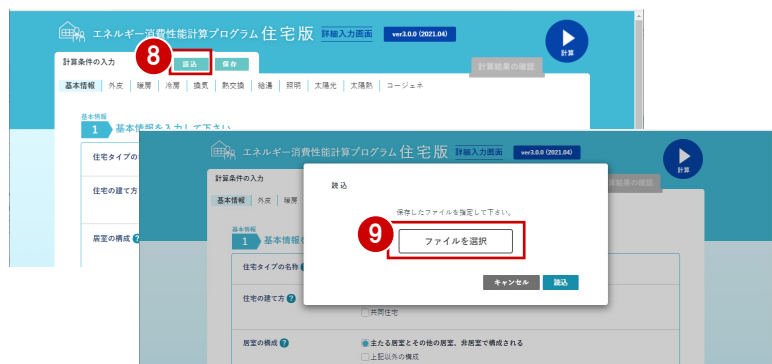 エネルギー消費性能計算プログラム 住宅版 詳細入力画面 ver3.0.0 (2021.04)
計算
計算条件の入力
8
読込 保存
計算結果の確認
基本情報 外皮 暖房 冷房 換気 熱交換 給湯 照明 太陽光 太陽熱 コージェネ
基本情報
1 基本情報を入力して下さい
住宅タイプの
住宅の建て方
居室の構成 ?
エネルギー消費性能計算プログラム 住宅版 詳細入力画面 ver3.0.0 (2021.04)
計算
計算条件の入力
算結果の確認
基本情報 外皮 暖房
基本情報
1 基本情報を
読込
保存したファイルを指定して下さい。
9
ファイルを選択
キャンセル 読込
住宅タイプの名称
住宅の建て方 ?
共同住宅
居室の構成 ?
主たる居室とその他の居室、非居室で構成される
上記以外の構成